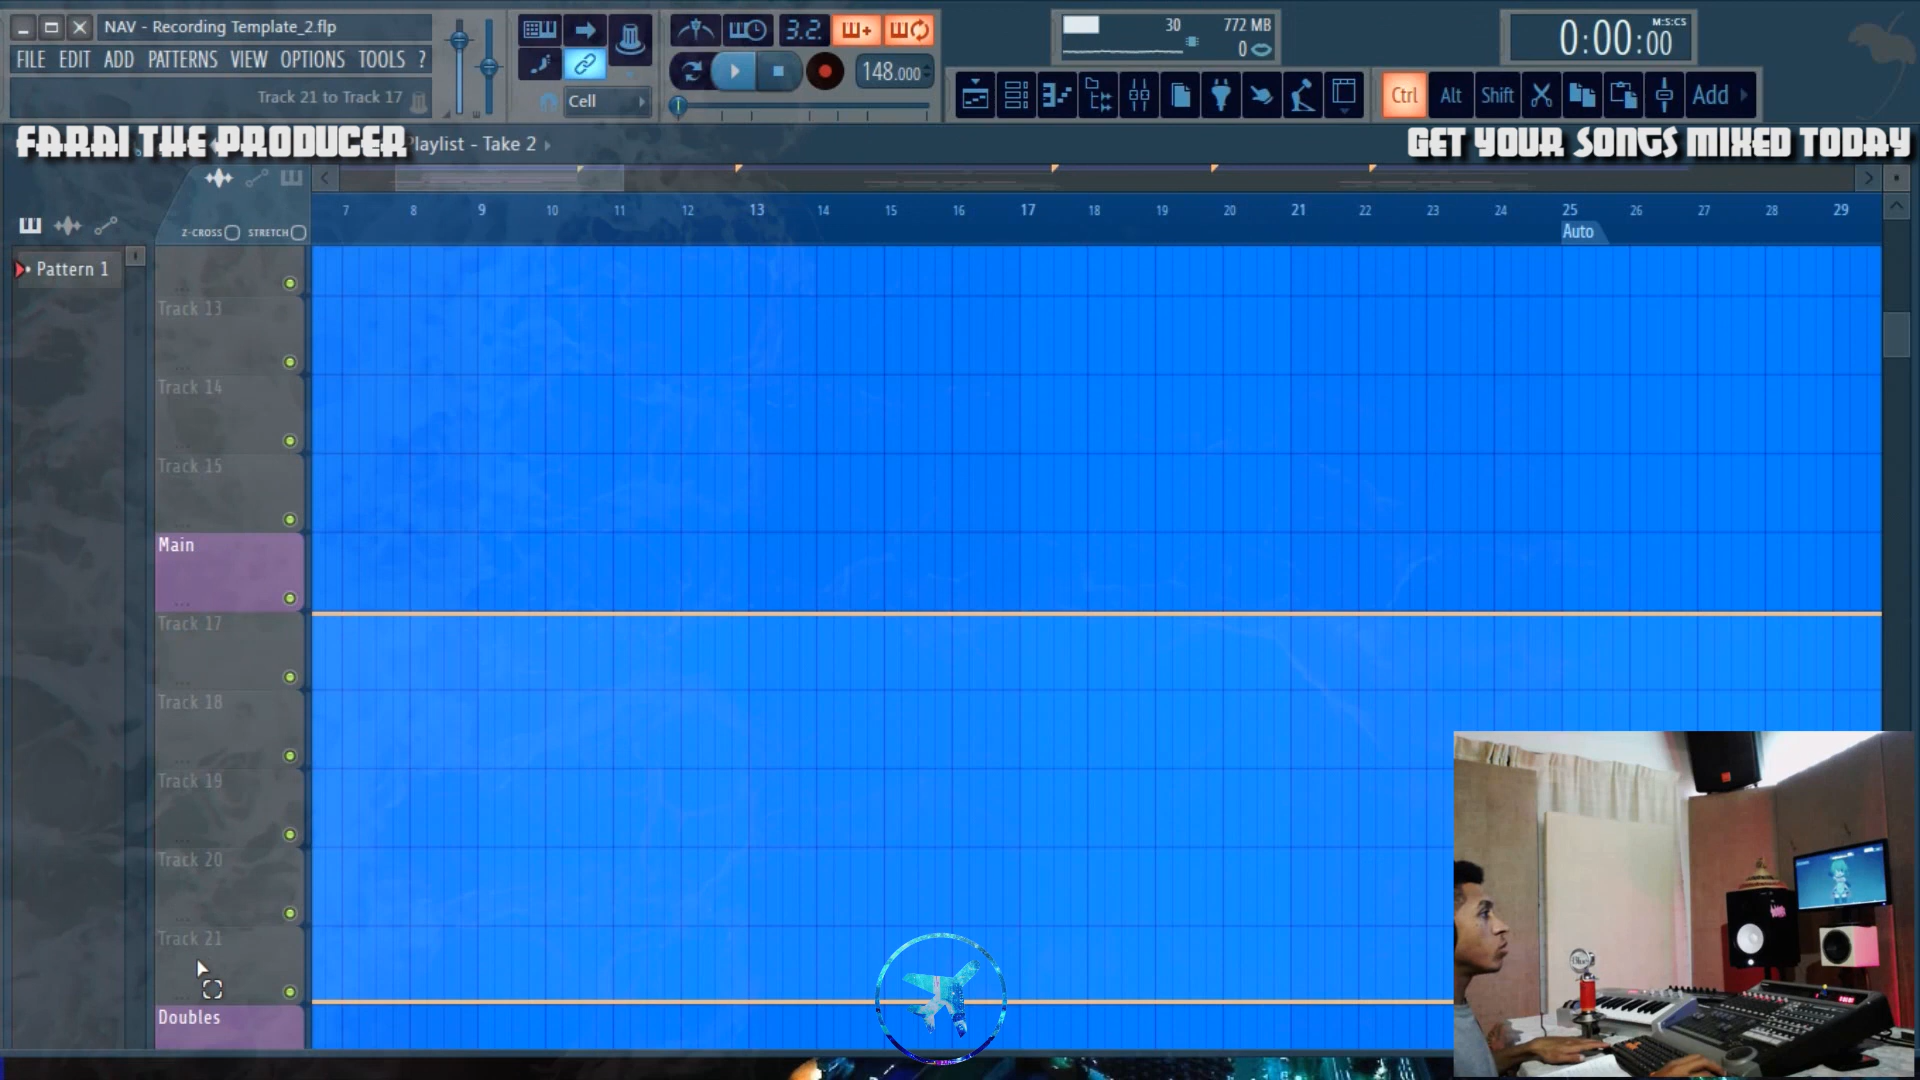 NAV - Recording Template_2.flp
FILE EDIT ADD PATTERNS VIEW OPTIONS TOOLS ?
Track 21 to Track 17
Cell
3.2.
148.000
30
772 MB
0
0:00:00
M:S:CS
Ctrl Alt Shift Add
FARAI THE PRODUCER
Playlist - Take 2
GET YOUR SONGS MIXED TODAY
7 8 9 10 11 12 13 14 15 16 17 18 19 20 21 22 23 24 25 26 27 28 29
Z-CROSS STRETCH
Auto
Pattern 1
Track 13
Track 14
Track 15
Main
Track 17
Track 18
Track 19
Track 20
Track 21
Doubles